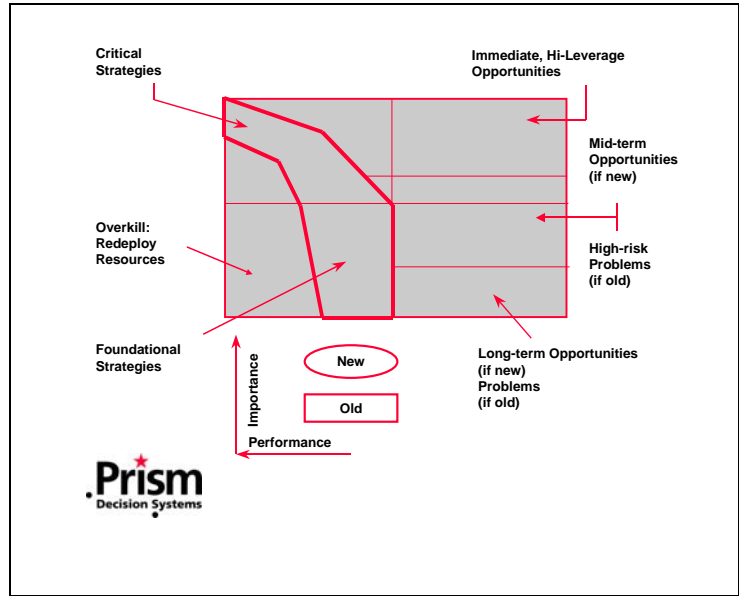 Critical
Strategies
Immediate, Hi-Leverage
Opportunities
Mid-term
Opportunities
(if new)
Overkill:
Redeploy
Resources
High-risk
Problems
(if old)
Foundational
Strategies
Importance
New
Old
Performance
Long-term Opportunities
(if new)
Problems
(if old)
Prism
Decision Systems